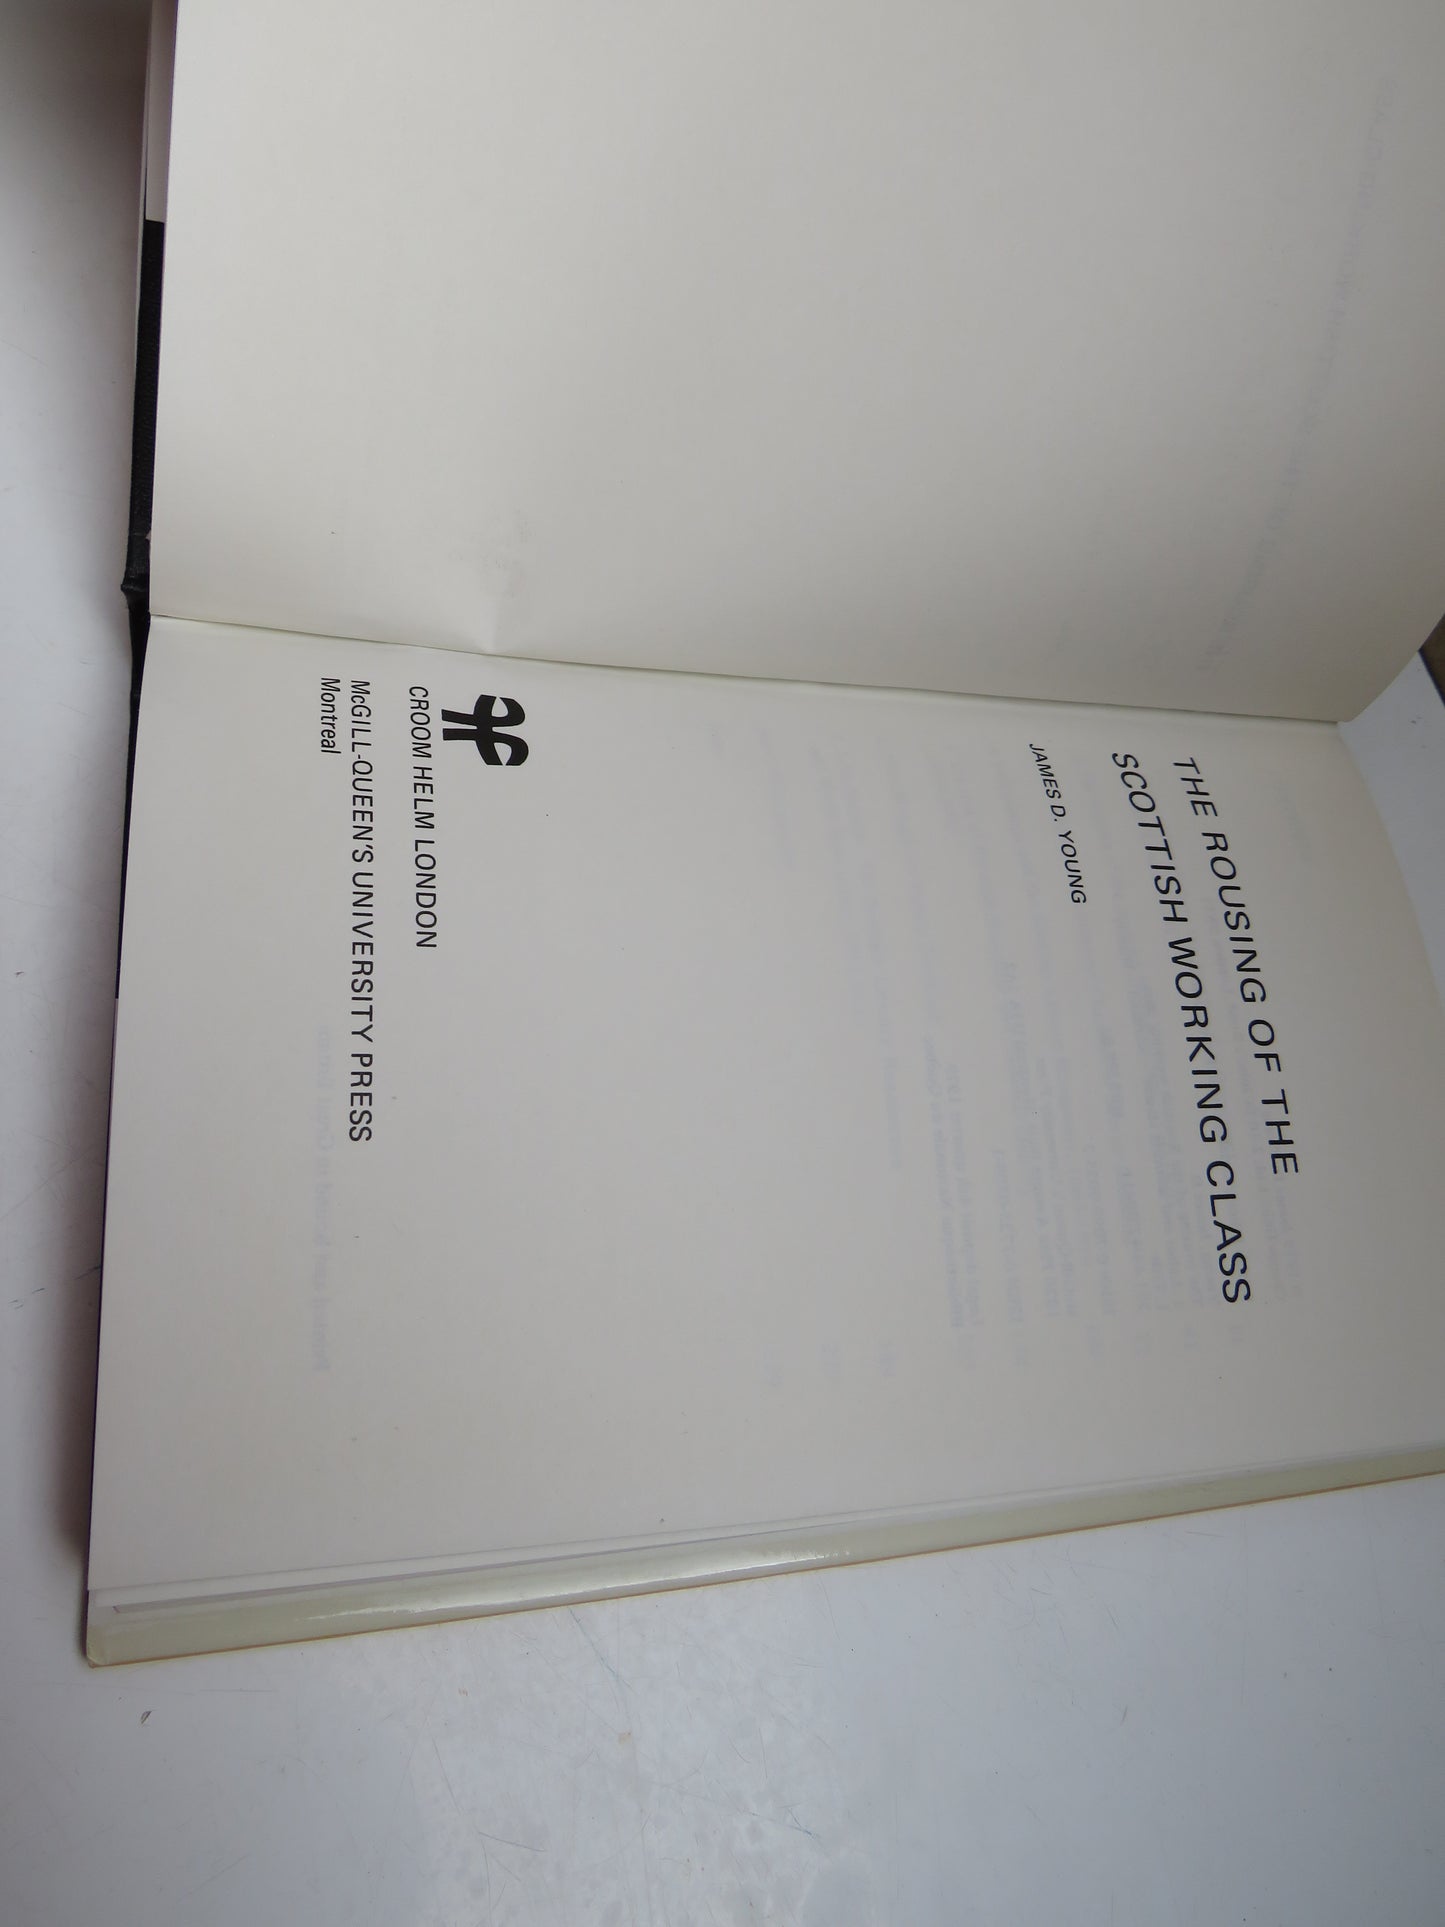 THE ROUSING OF THE
SCOTTISH WORKING CLASS
JAMES D. YOUNG
CROOM HELM LONDON
McGILL-QUEEN'S UNIVERSITY PRESS
Montreal